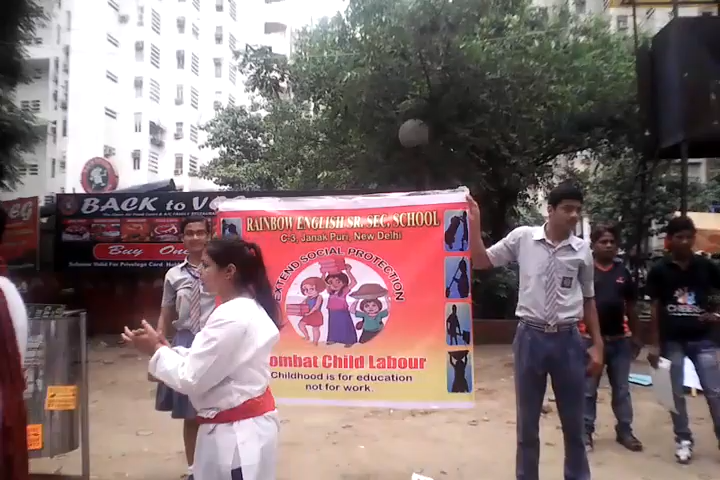 BACK to
Buy One
RAINBOW ENGLISH SR. SEC. SCHOOL
C-3, Janak Puri, New Delhi
EXTEND SOCIAL PROTECTION
ombat Child Labour
Childhood is for education
not for work.